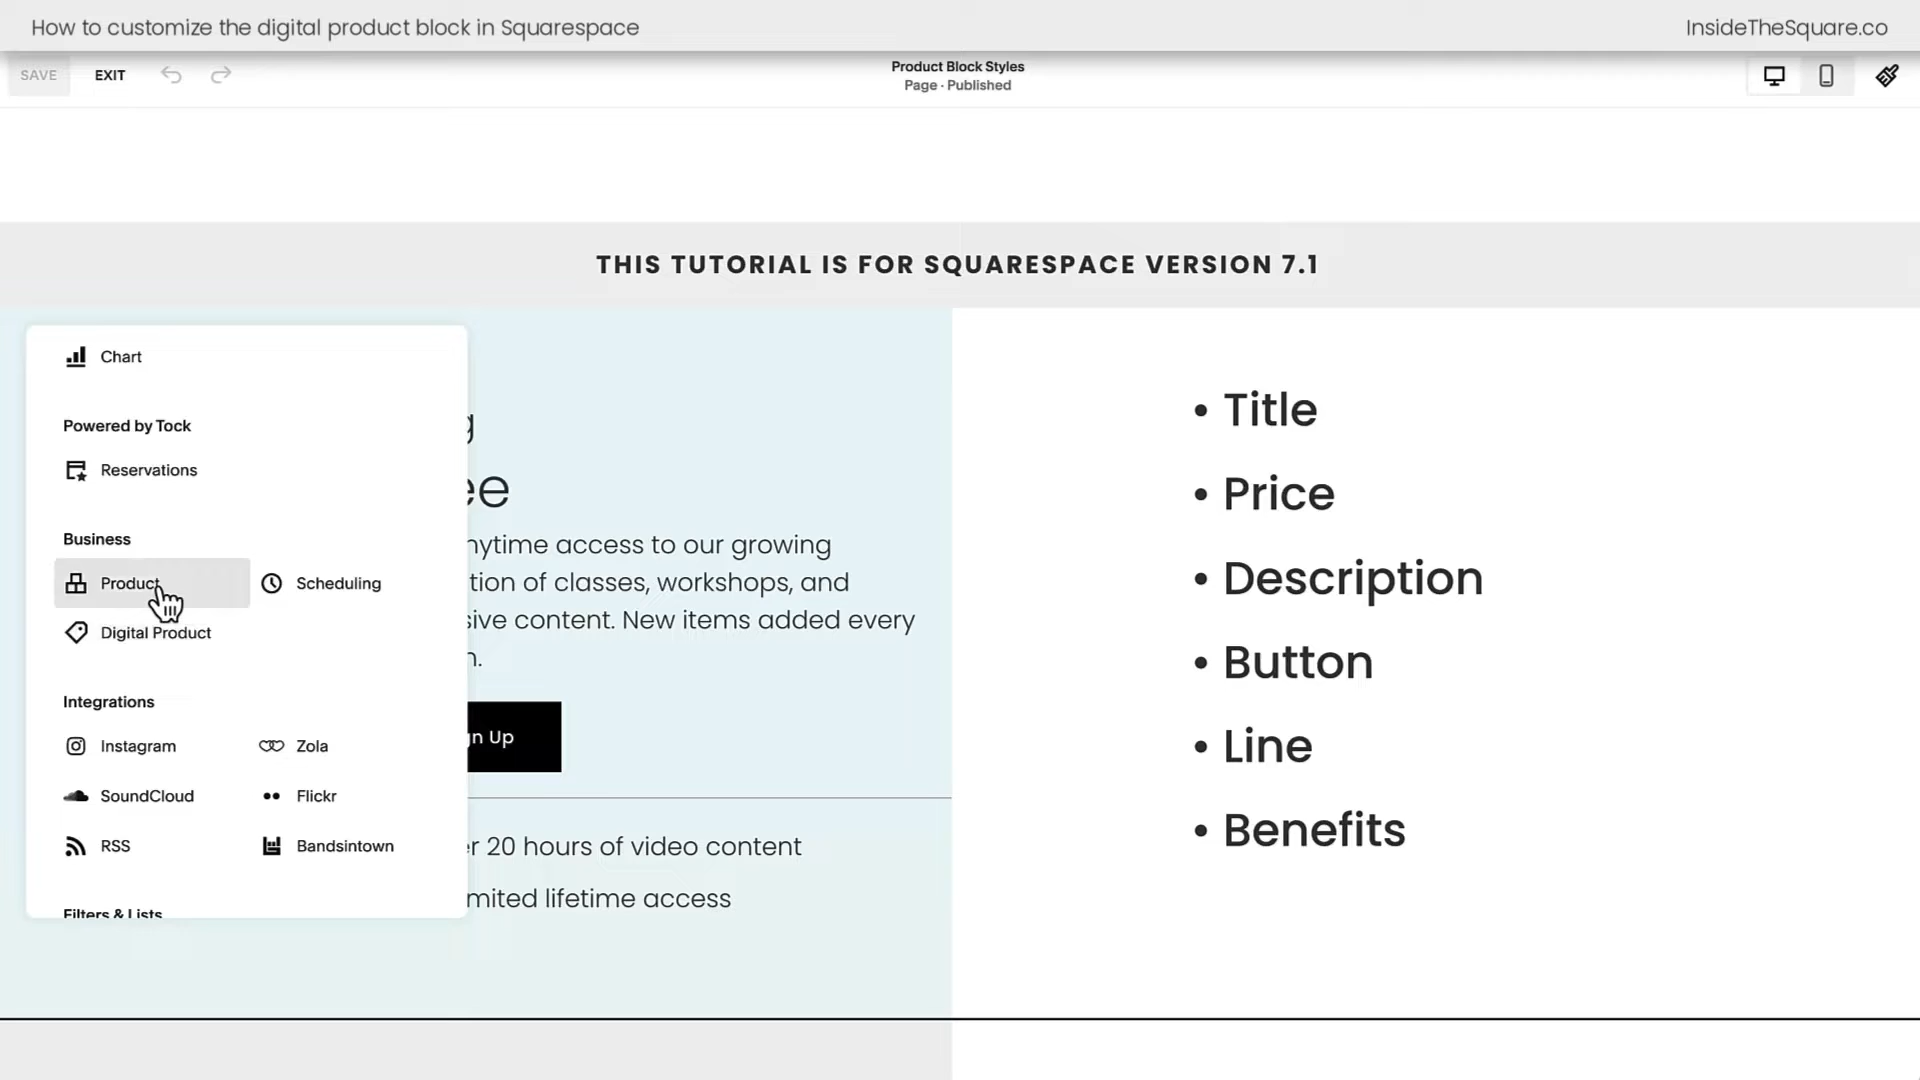 How to customize the digital product block in Squarespace
InsideTheSquare.co
SAVE
EXIT
Product Block Styles
Page · Published
THIS TUTORIAL IS FOR SQUARESPACE VERSION 7.1
Chart
Powered by Tock
Reservations
Business
Product
Scheduling
Digital Product
Integrations
Instagram
Zola
SoundCloud
Flickr
RSS
Bandsintown
Filters & Lists
g
ee
nytime access to our growing
tion of classes, workshops, and
sive content. New items added every
n.
gn Up
er 20 hours of video content
mited lifetime access
• Title
• Price
• Description
• Button
• Line
• Benefits